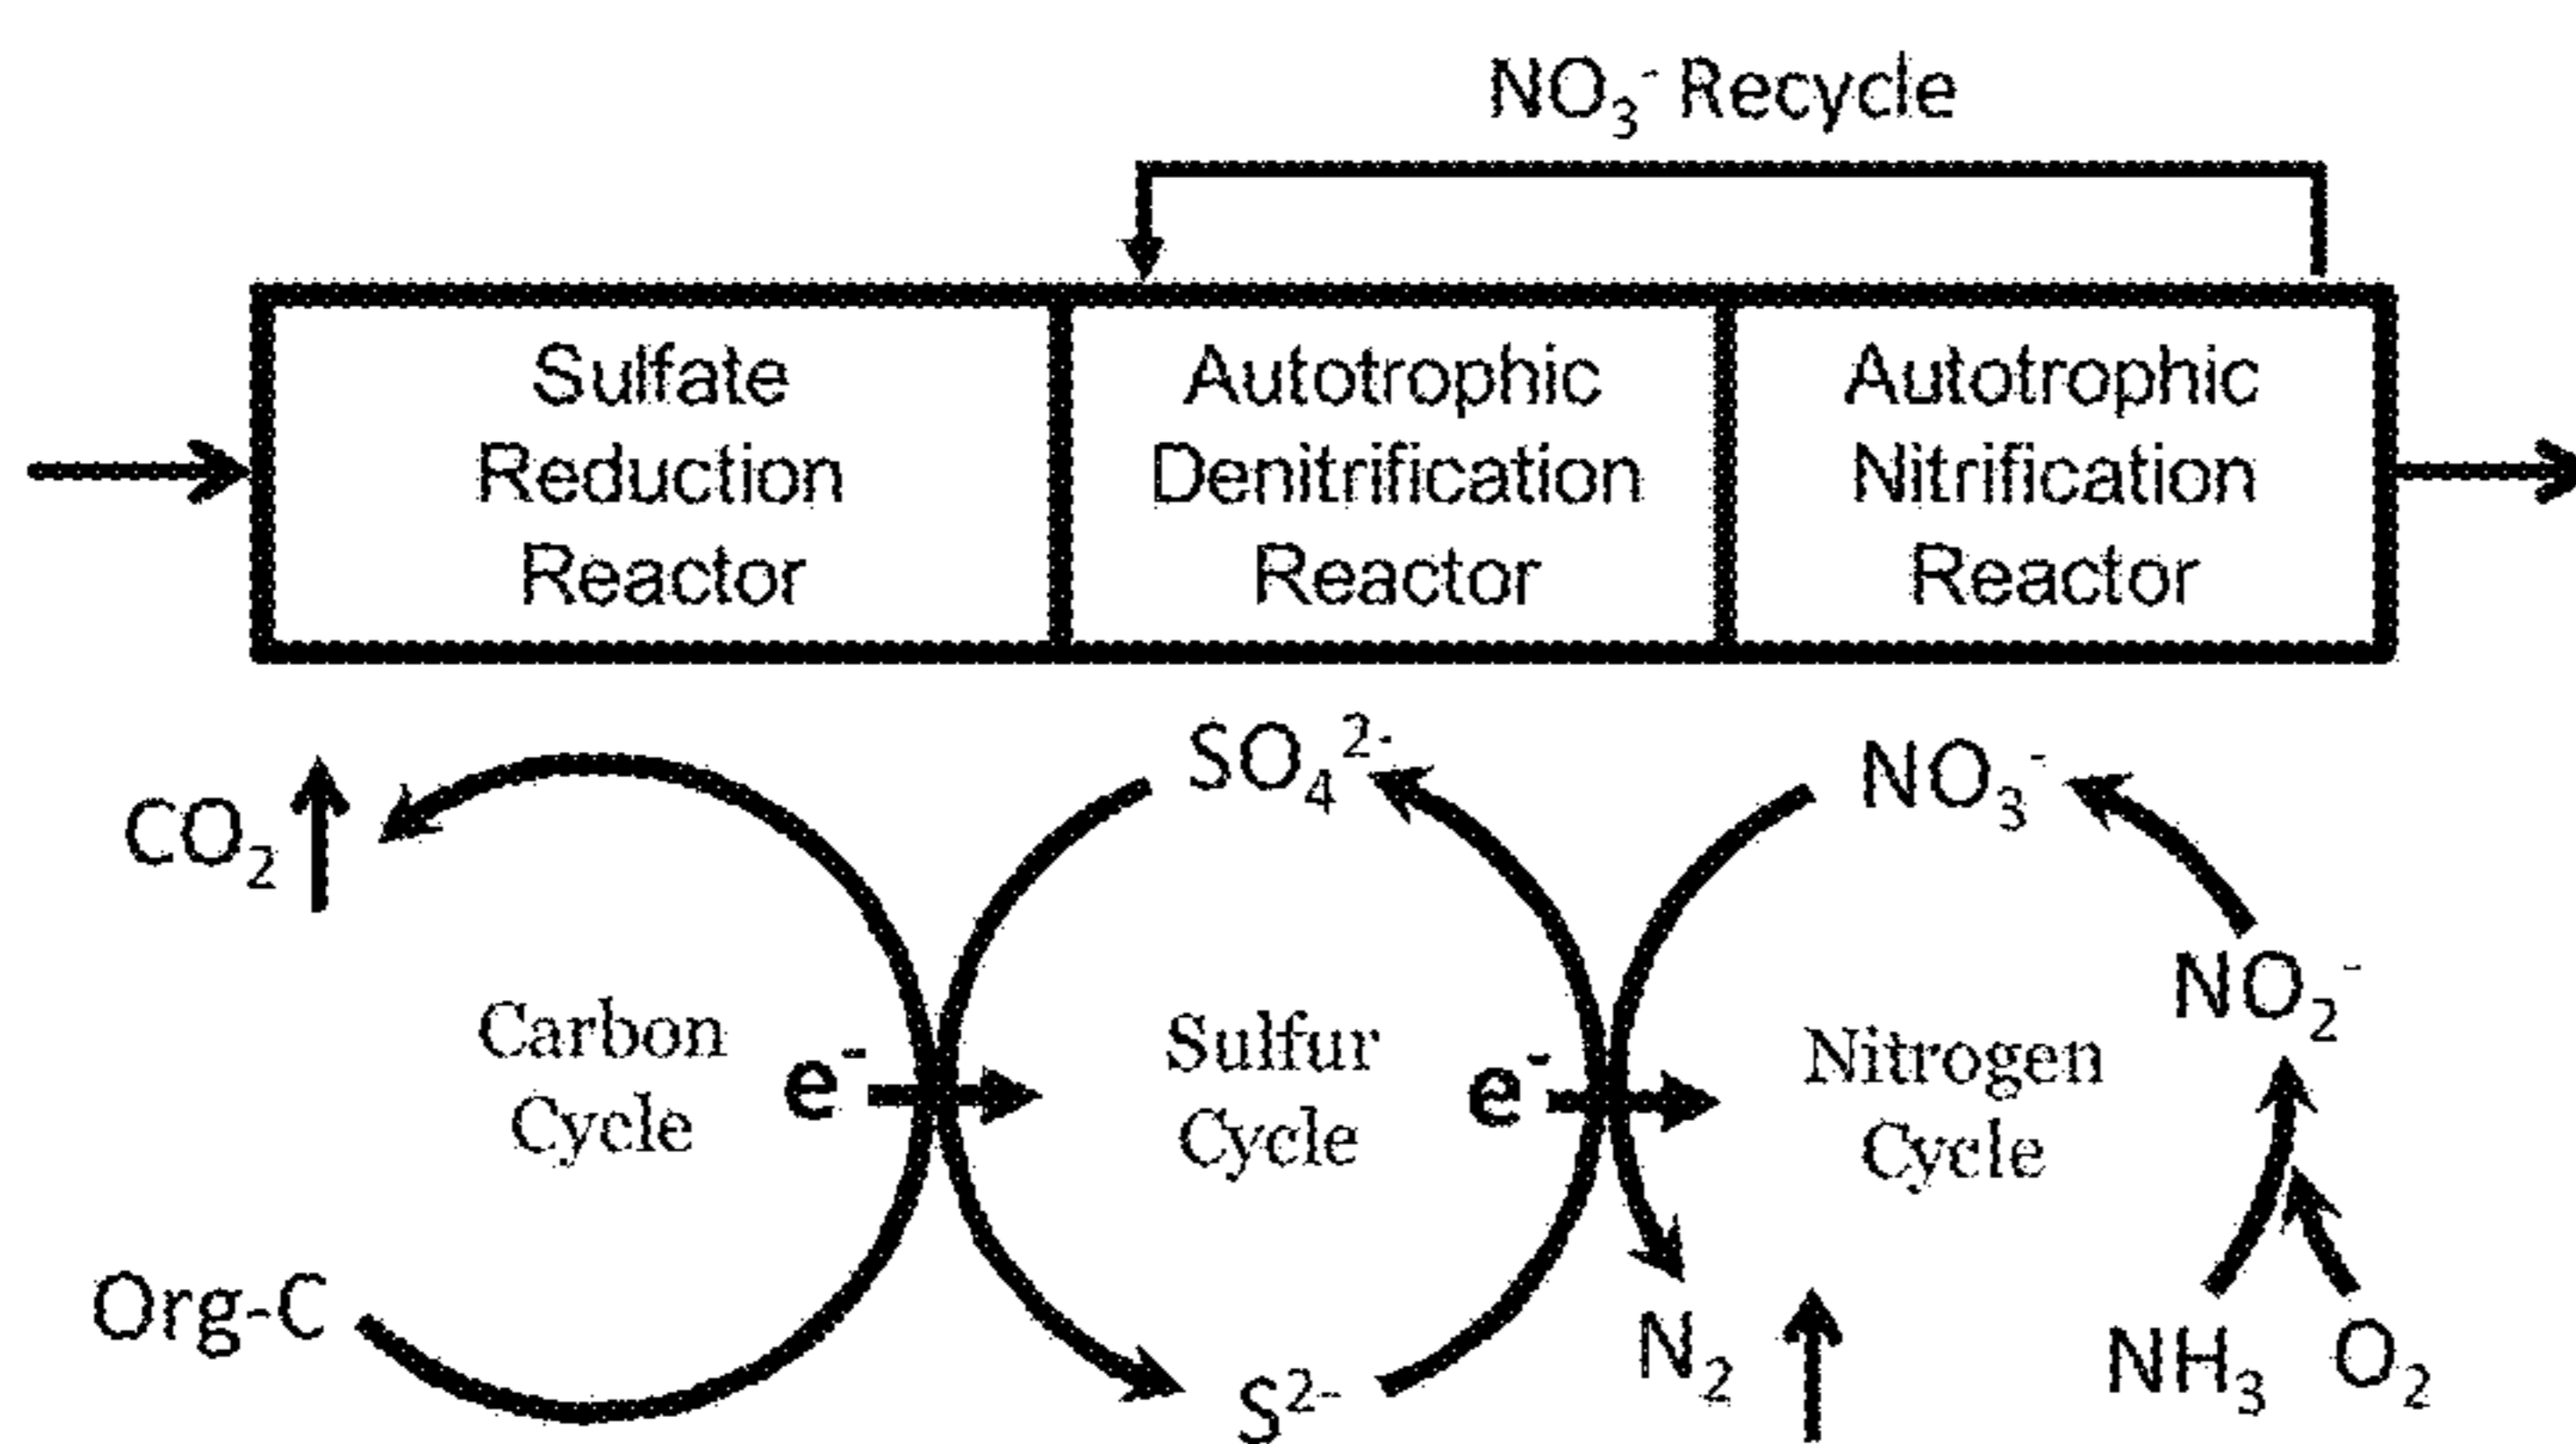 NO₃⁻ Recycle
Sulfate
Reduction
Reactor
Autotrophic
Denitrification
Reactor
Autotrophic
Nitrification
Reactor
CO₂
SO₄²⁻
NO₃⁻
NO₂⁻
Carbon
Cycle
e⁻
Sulfur
Cycle
e⁻
Nitrogen
Cycle
Org-C
S²⁻
N₂
NH₃
O₂